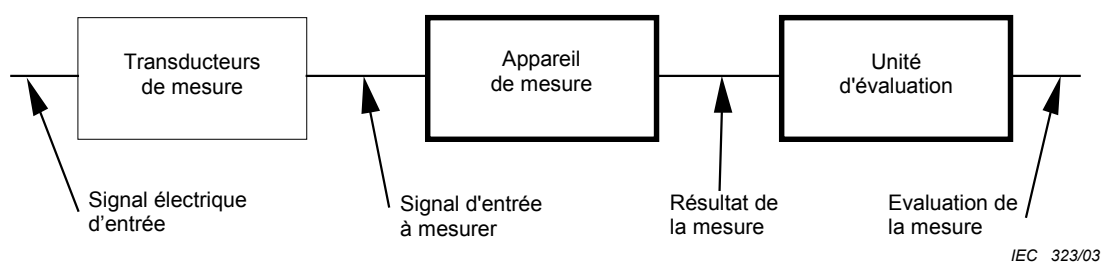 Transducteurs
de mesure
Appareil
de mesure
Unité
d'évaluation
Signal électrique
d’entrée
Signal d'entrée
à mesurer
Résultat de
la mesure
Evaluation de
la mesure
IEC 323/03